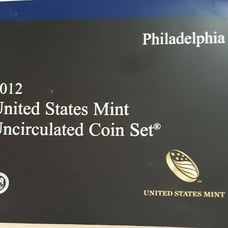 Philadelphia
012
United States Mint
Uncirculated Coin Set®
UNITED STATES MINT